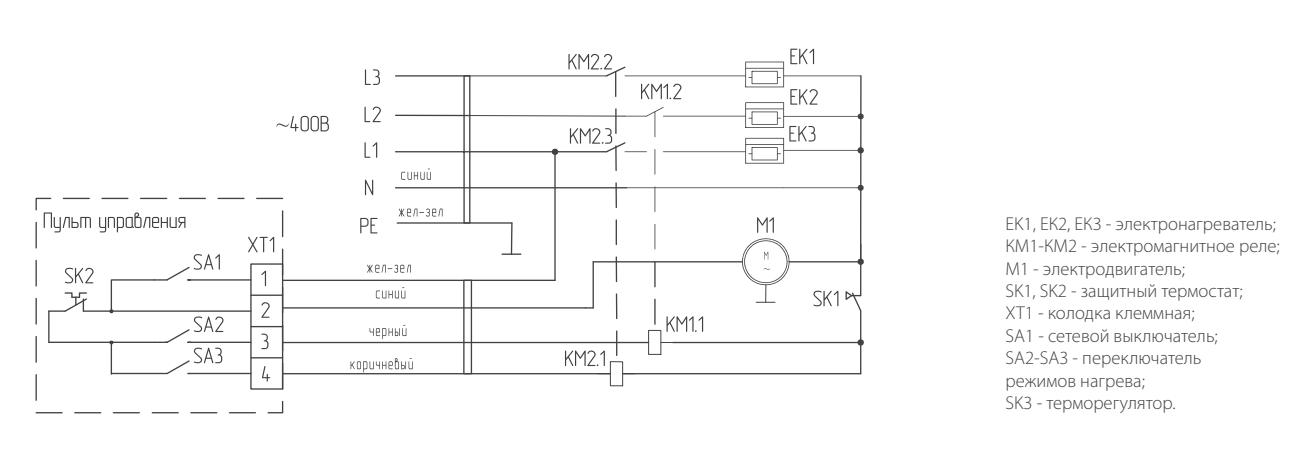 KM2.2
EK1
L3
KM1.2
EK2
L2
~400В
KM2.3
EK3
L1
синий
N
жел-зел
PE
Пульт управления
XT1
M1
M
~
SA1
1
жел-зел
SK2
синий
2
SK1
SA2
3
черный
KM1.1
SA3
4
коричневый
KM2.1
EK1, EK2, EK3 - электронагреватель;
KM1-KM2 - электромагнитное реле;
M1 - электродвигатель;
SK1, SK2 - защитный термостат;
XT1 - колодка клеммная;
SA1 - сетевой выключатель;
SA2-SA3 - переключатель
режимов нагрева;
SK3 - терморегулятор.